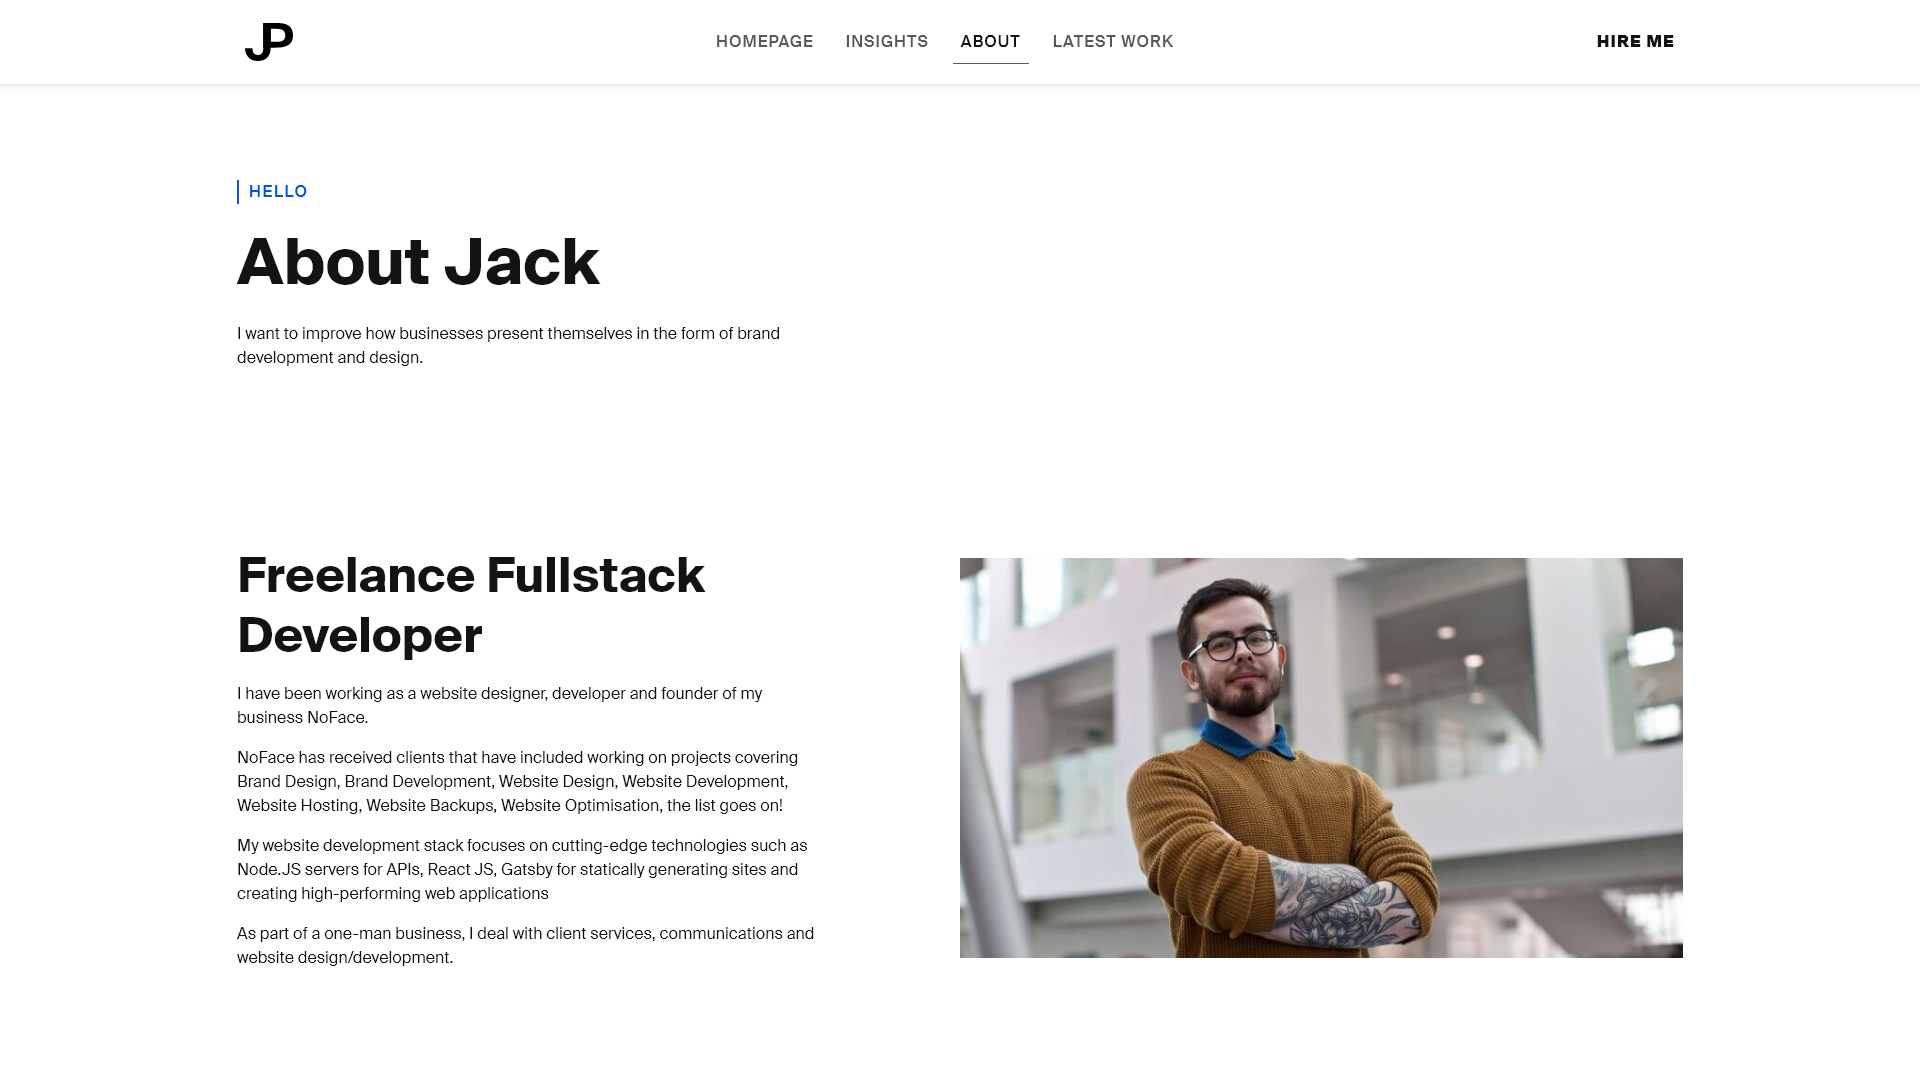 JP
HOMEPAGE
INSIGHTS
ABOUT
LATEST WORK
HIRE ME
HELLO
About Jack
I want to improve how businesses present themselves in the form of brand
development and design.
Freelance Fullstack
Developer
I have been working as a website designer, developer and founder of my
business NoFace.
NoFace has received clients that have included working on projects covering
Brand Design, Brand Development, Website Design, Website Development,
Website Hosting, Website Backups, Website Optimisation, the list goes on!
My website development stack focuses on cutting-edge technologies such as
Node.JS servers for APIs, React JS, Gatsby for statically generating sites and
creating high-performing web applications
As part of a one-man business, I deal with client services, communications and
website design/development.